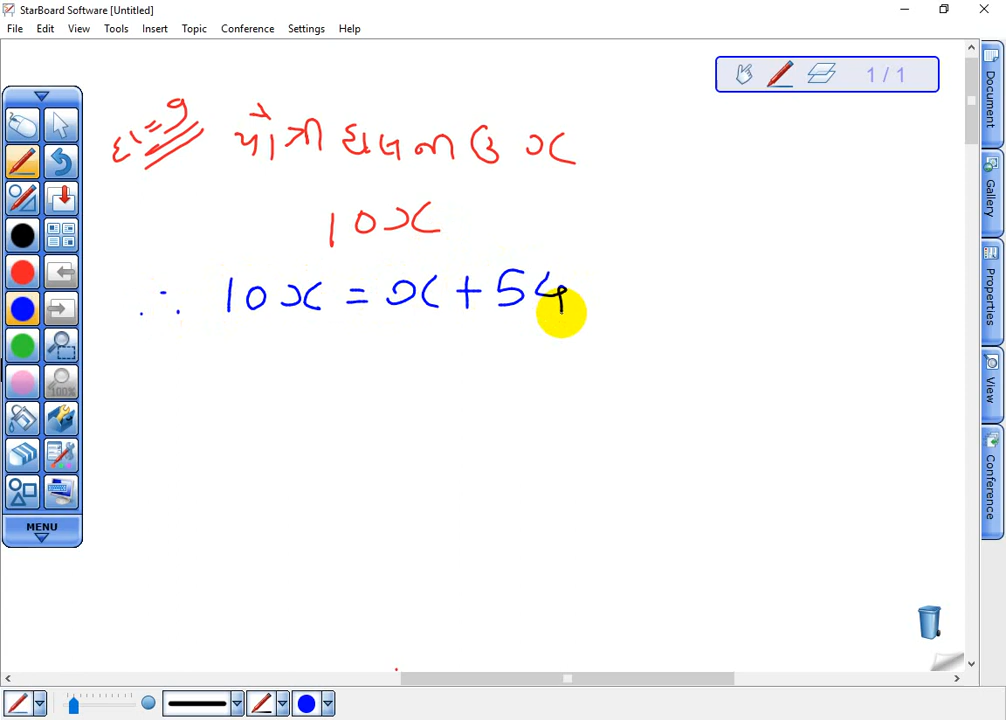 StarBoard Software [Untitled]
File Edit View Tools Insert Topic Conference Settings Help
1 / 1
10x
∴ 10x = x + 54
100%
MENU
Document
Gallery
Properties
View
Conference